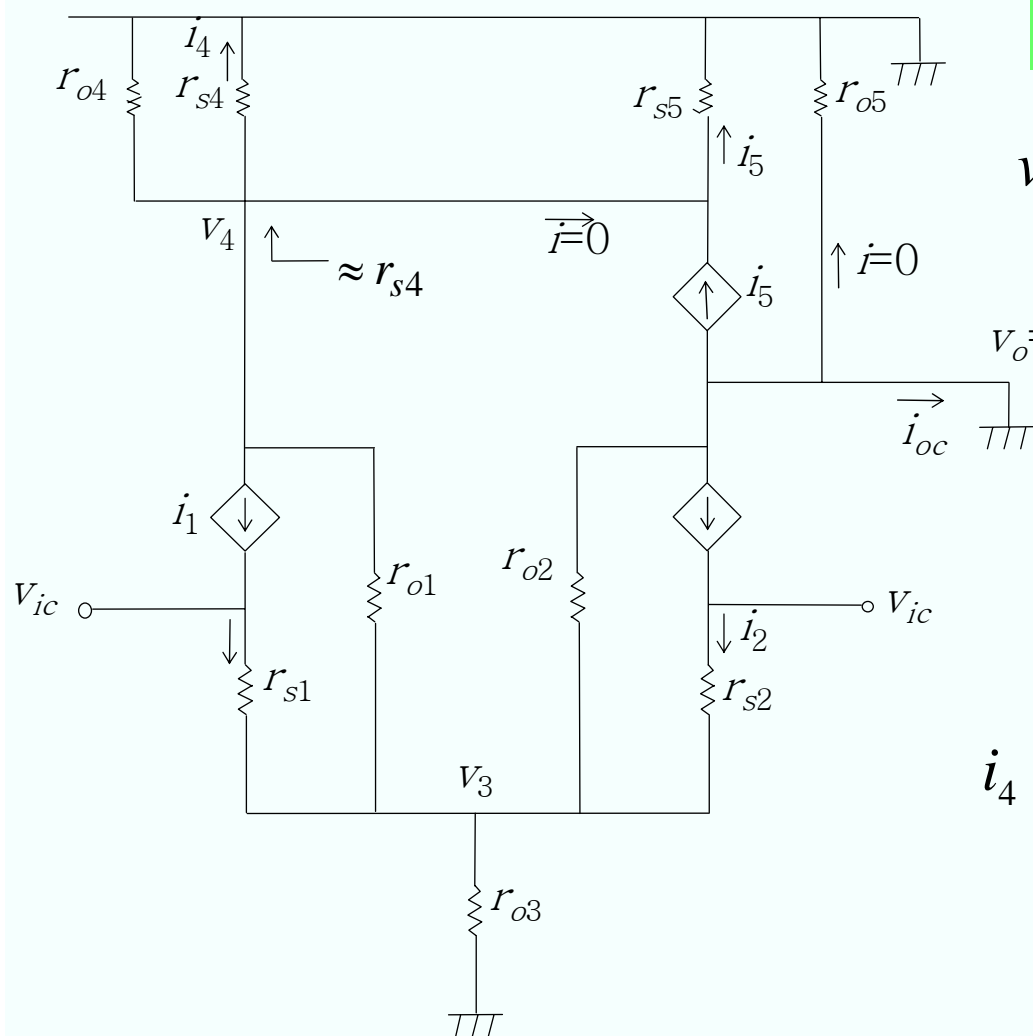 i4
ro4
rs4
rs5
ro5
i5
v
V4
i=0
≈ rs4
i5
i=0
Vo=
ioc
i1
ro1
ro2
Vic
i2
Vic
rs1
rs2
V3
i4
ro3